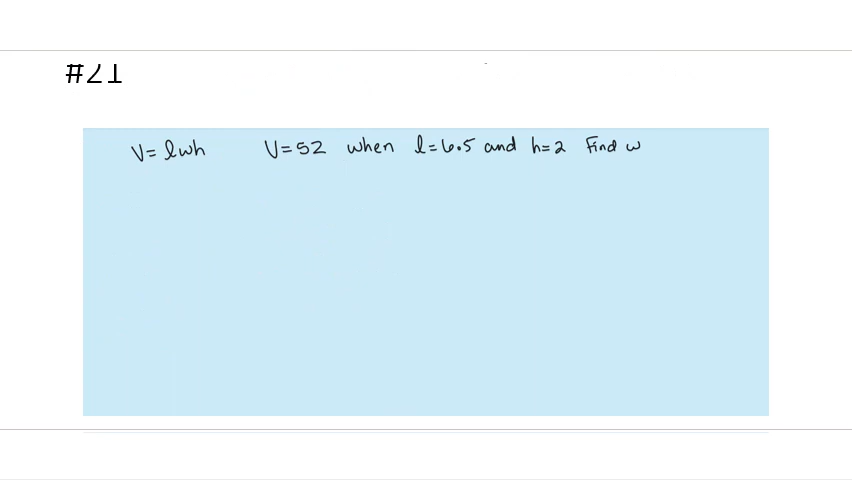 #21
V = lwh V = 52 when l = 6.5 and h = 2 Find w